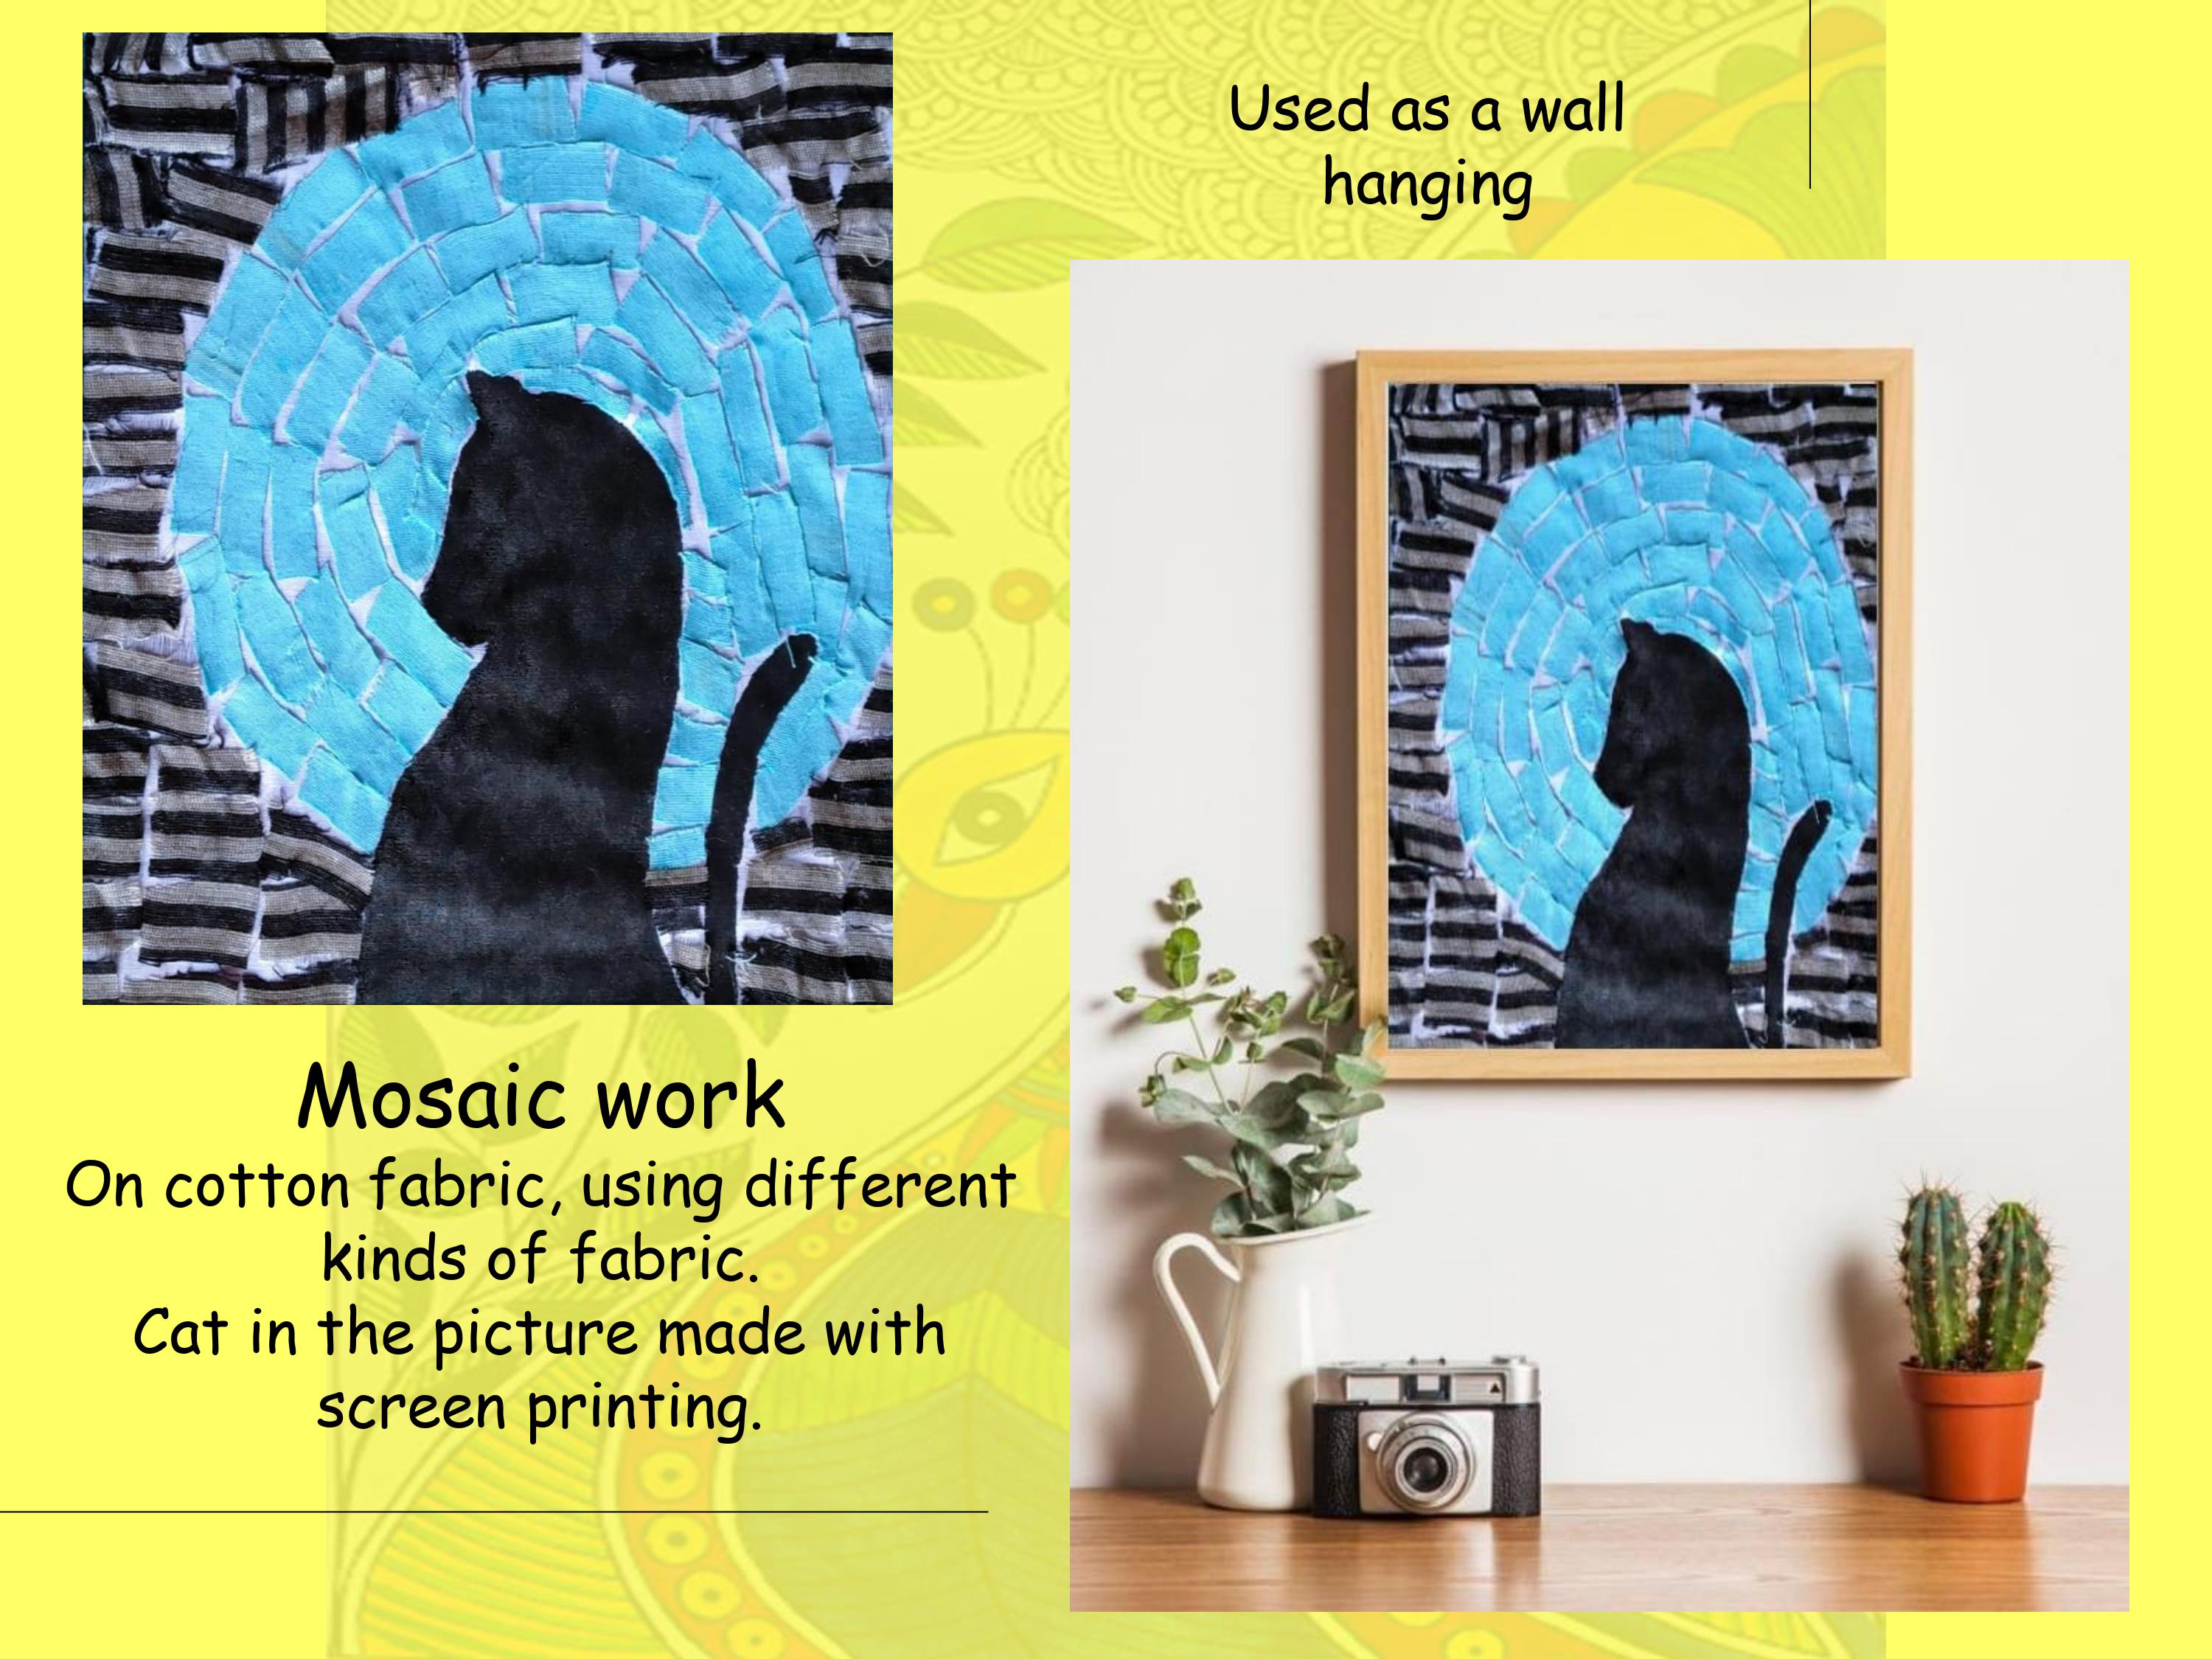 Used as a wall
hanging
Mosaic work
On cotton fabric, using different
kinds of fabric.
Cat in the picture made with
screen printing.